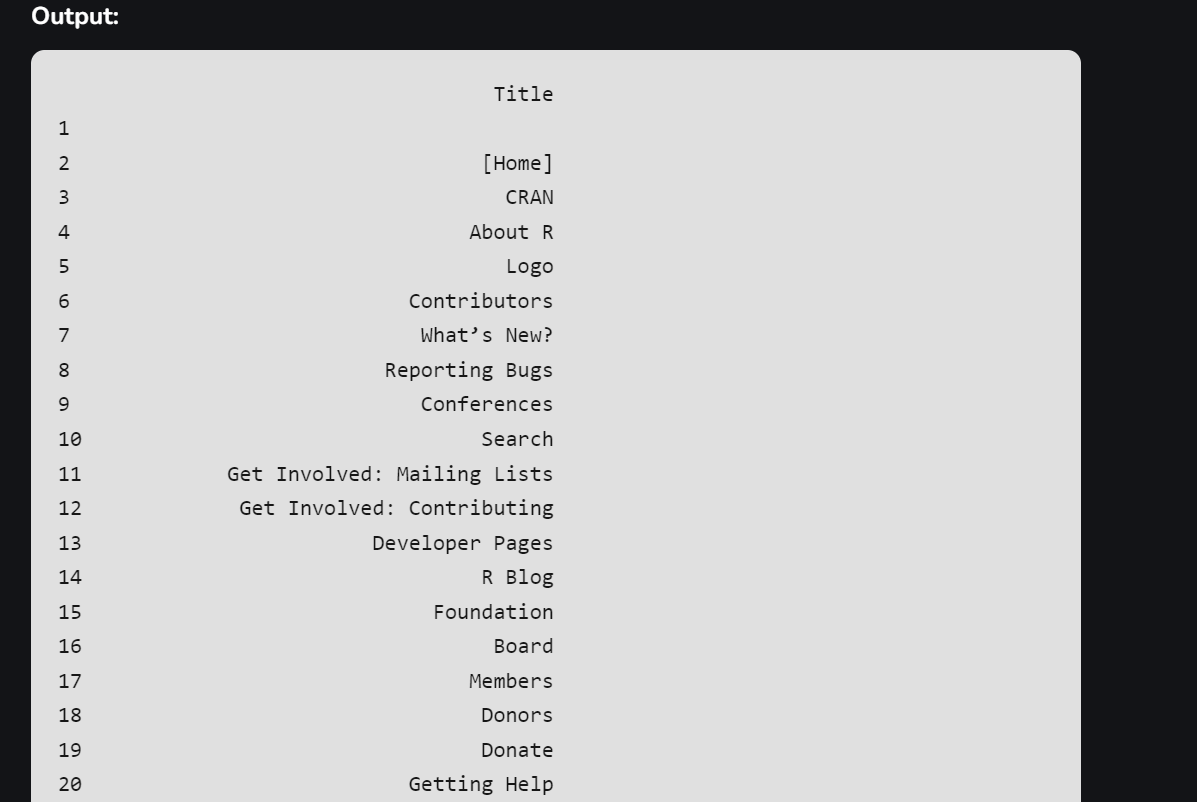 Output:
Title
1
2 [Home]
3 CRAN
4 About R
5 Logo
6 Contributors
7 What’s New?
8 Reporting Bugs
9 Conferences
10 Search
11 Get Involved: Mailing Lists
12 Get Involved: Contributing
13 Developer Pages
14 R Blog
15 Foundation
16 Board
17 Members
18 Donors
19 Donate
20 Getting Help